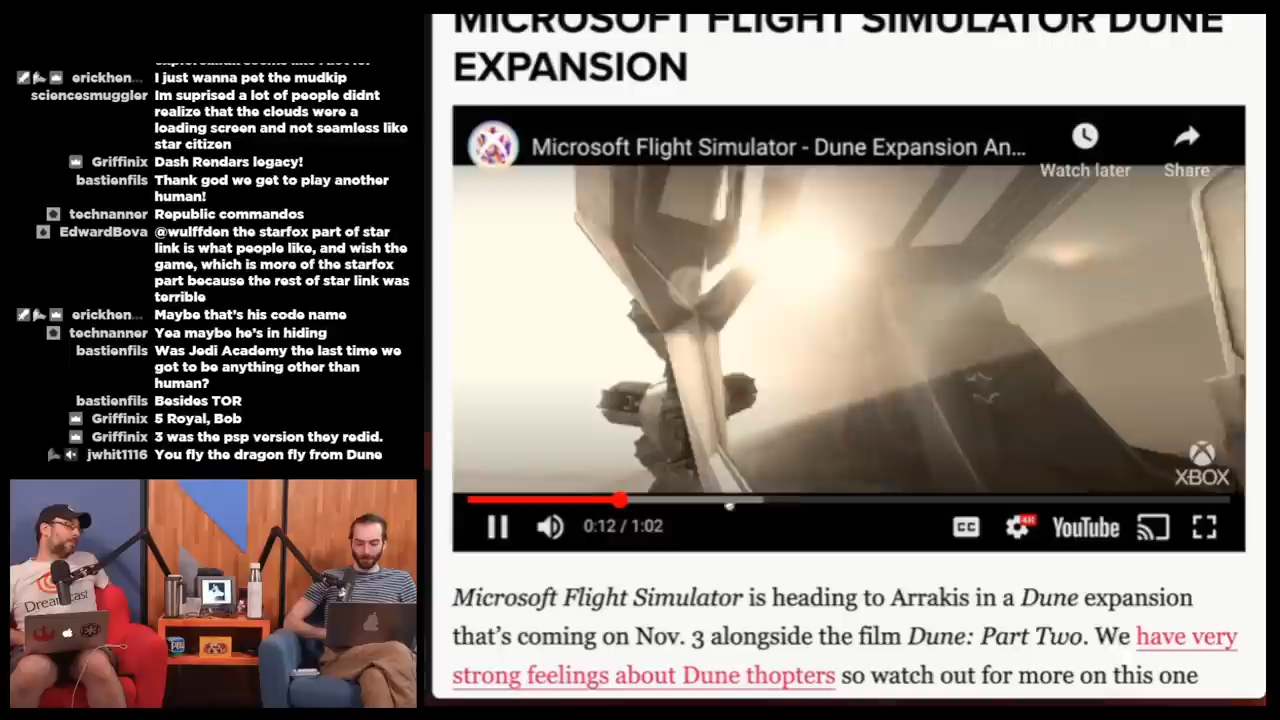 erickhen... I just wanna pet the mudkip
sciencesmuggler Im suprised a lot of people didnt
realize that the clouds were a
loading screen and not seamless like
star citizen
Griffinix Dash Rendars legacy!
bastienfils Thank god we get to play another
human!
technanner Republic commandos
EdwardBova @wulffden the starfox part of star
link is what people like, and wish the
game, which is more of the starfox
part because the rest of star link was
terrible
erickhen... Maybe that's his code name
technanner Yea maybe he's in hiding
bastienfils Was Jedi Academy the last time we
got to be anything other than
human?
bastienfils Besides TOR
Griffinix 5 Royal, Bob
Griffinix 3 was the psp version they redid.
jwhit1116 You fly the dragon fly from Dune
Dreamcast
MICROSOFT FLIGHT SIMULATOR DUNE
EXPANSION
Microsoft Flight Simulator - Dune Expansion An...
Watch later
Share
XBOX
0:12 / 1:02
CC
YouTube
Microsoft Flight Simulator is heading to Arrakis in a Dune expansion
that's coming on Nov. 3 alongside the film Dune: Part Two. We have very
strong feelings about Dune thopters so watch out for more on this one